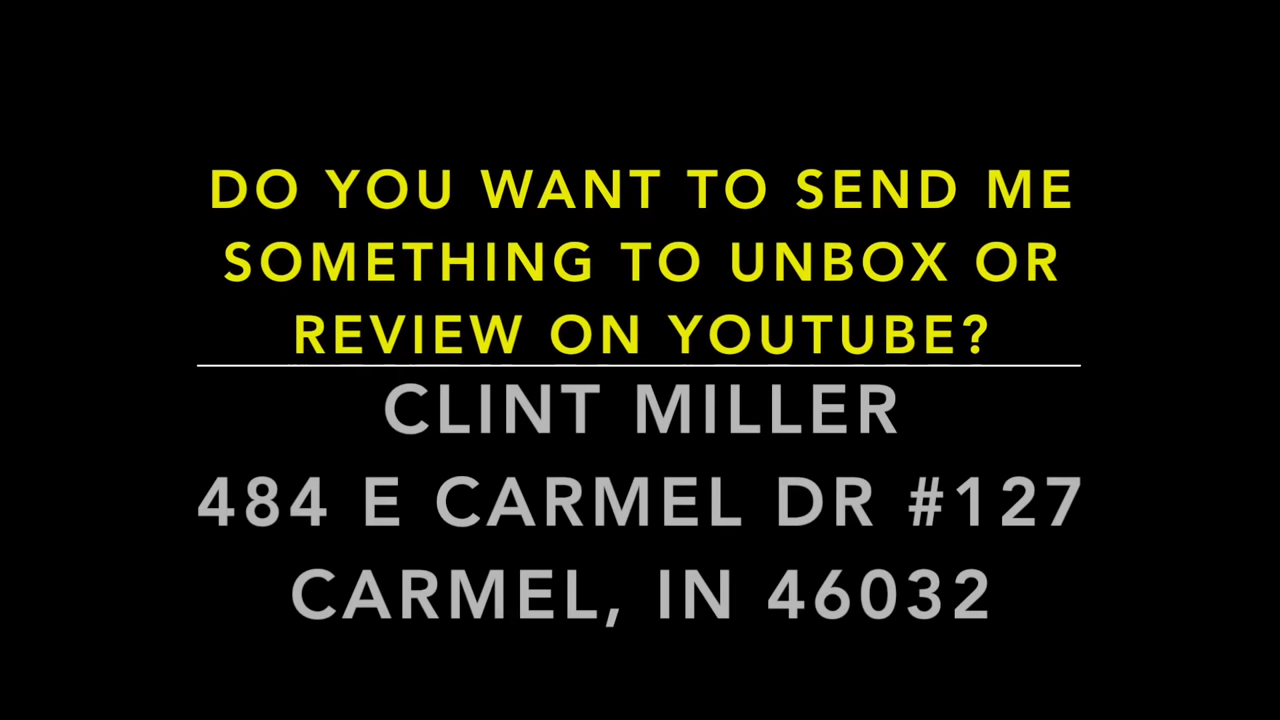 DO YOU WANT TO SEND ME
SOMETHING TO UNBOX OR
REVIEW ON YOUTUBE?
CLINT MILLER
484 E CARMEL DR #127
CARMEL, IN 46032